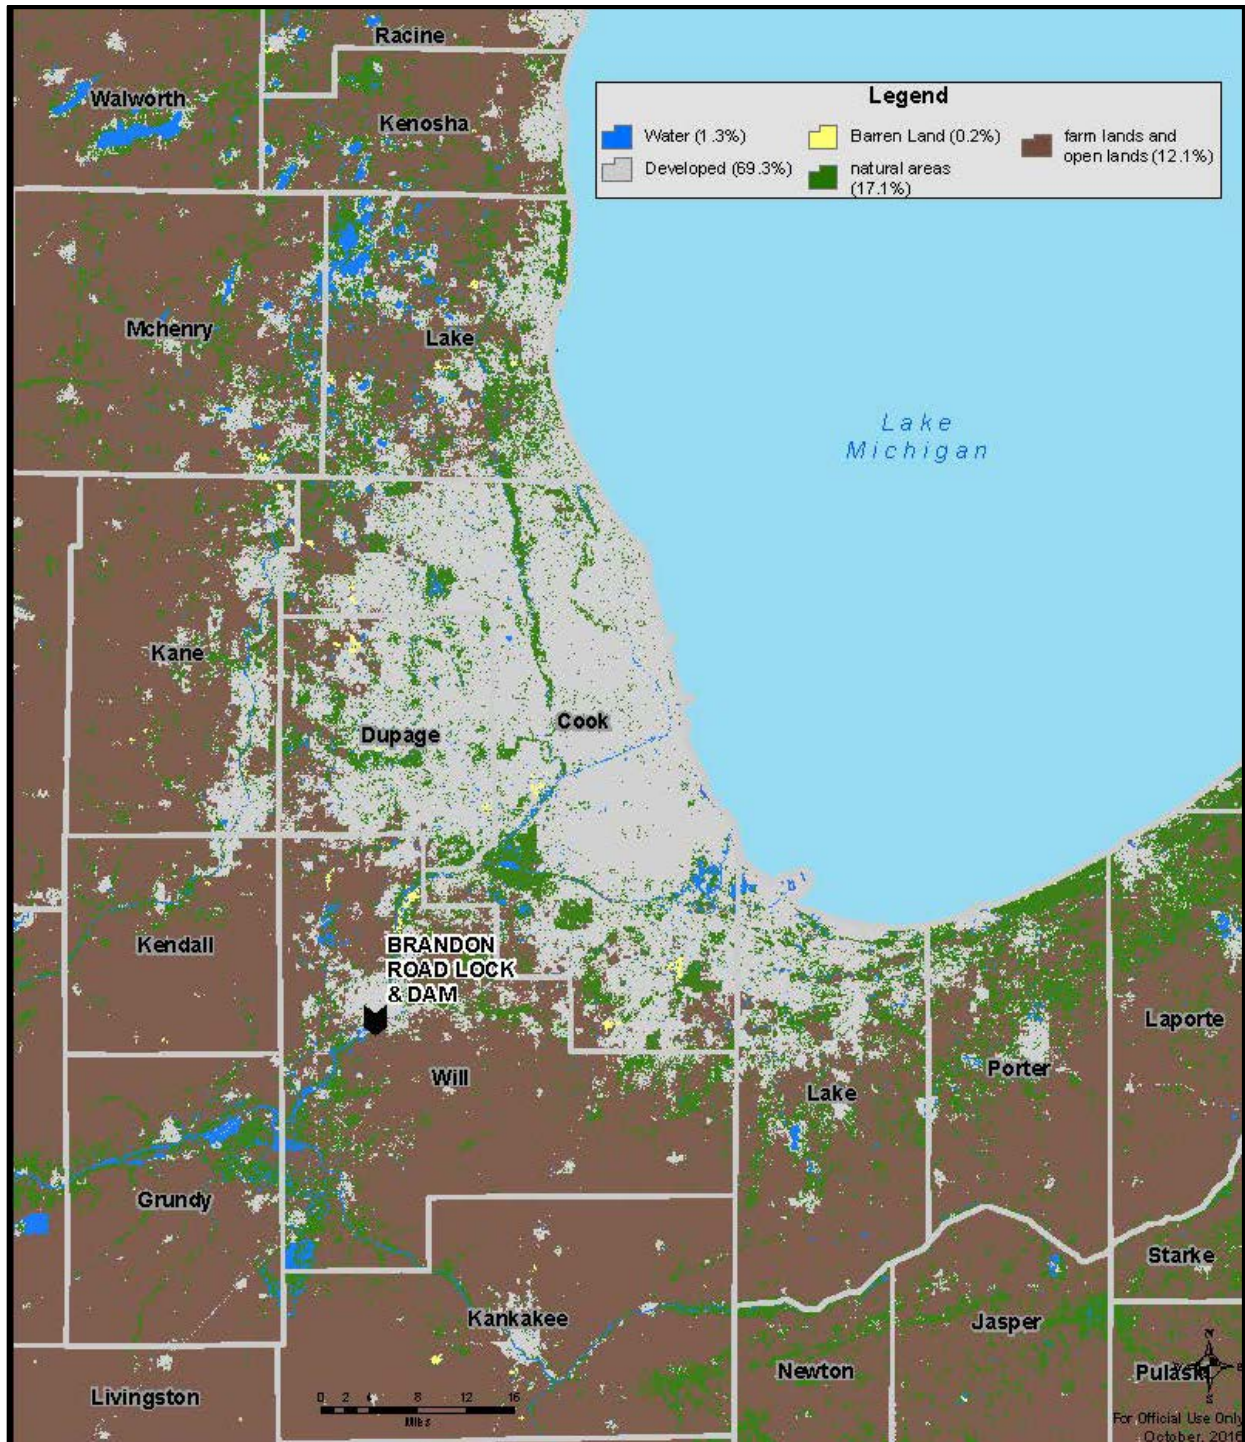 Racine
Walworth
Kenosha
Legend
Water (1.3%)
Barren Land (0.2%)
farm lands and
open lands (12.1%)
Developed (69.3%)
natural areas
(17.1%)
Mchenry
Lake
Lake
Michigan
Kane
Cook
Dupage
Kendall
BRANDON
ROAD LOCK
& DAM
Laporte
Will
Porter
Lake
Grundy
Starke
Kankakee
Jasper
Newton
Pulaski
Livingston
0 2 4 8 12 16
Miles
N
S
For Official Use Only
October, 2016